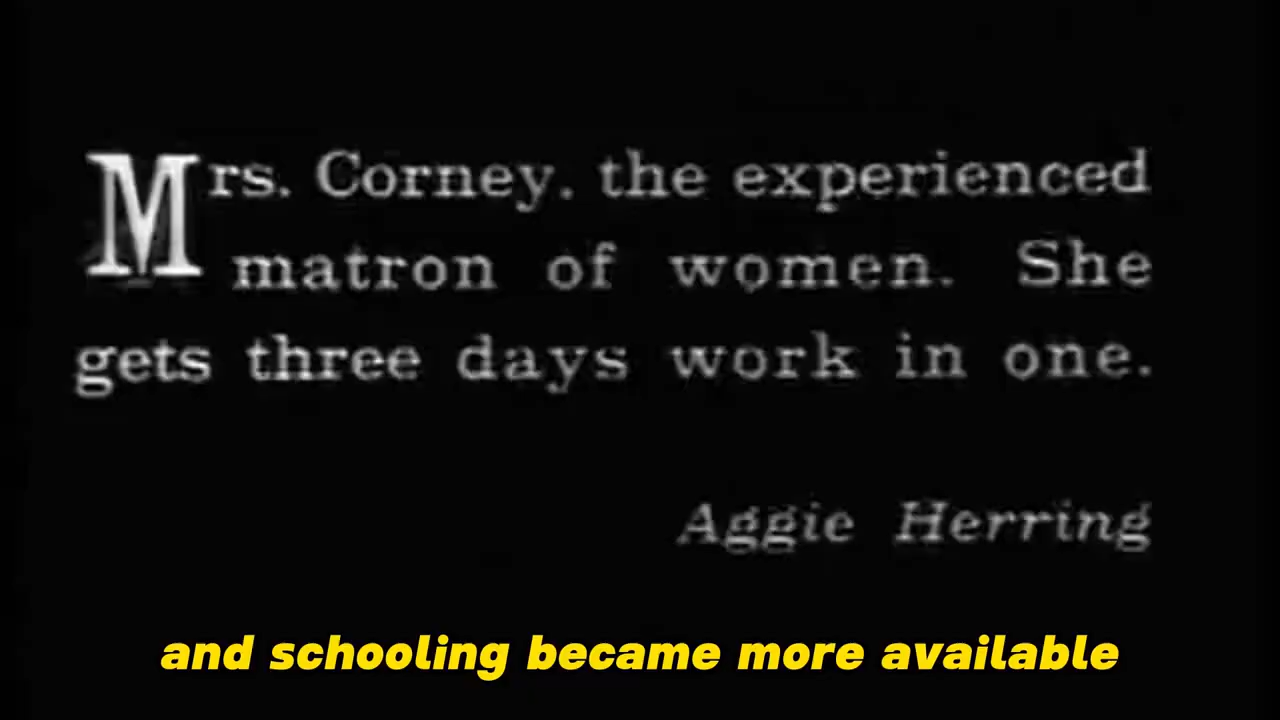 Mrs. Corney, the experienced
matron of women. She
gets three days work in one.
Aggie Herring
and schooling became more available